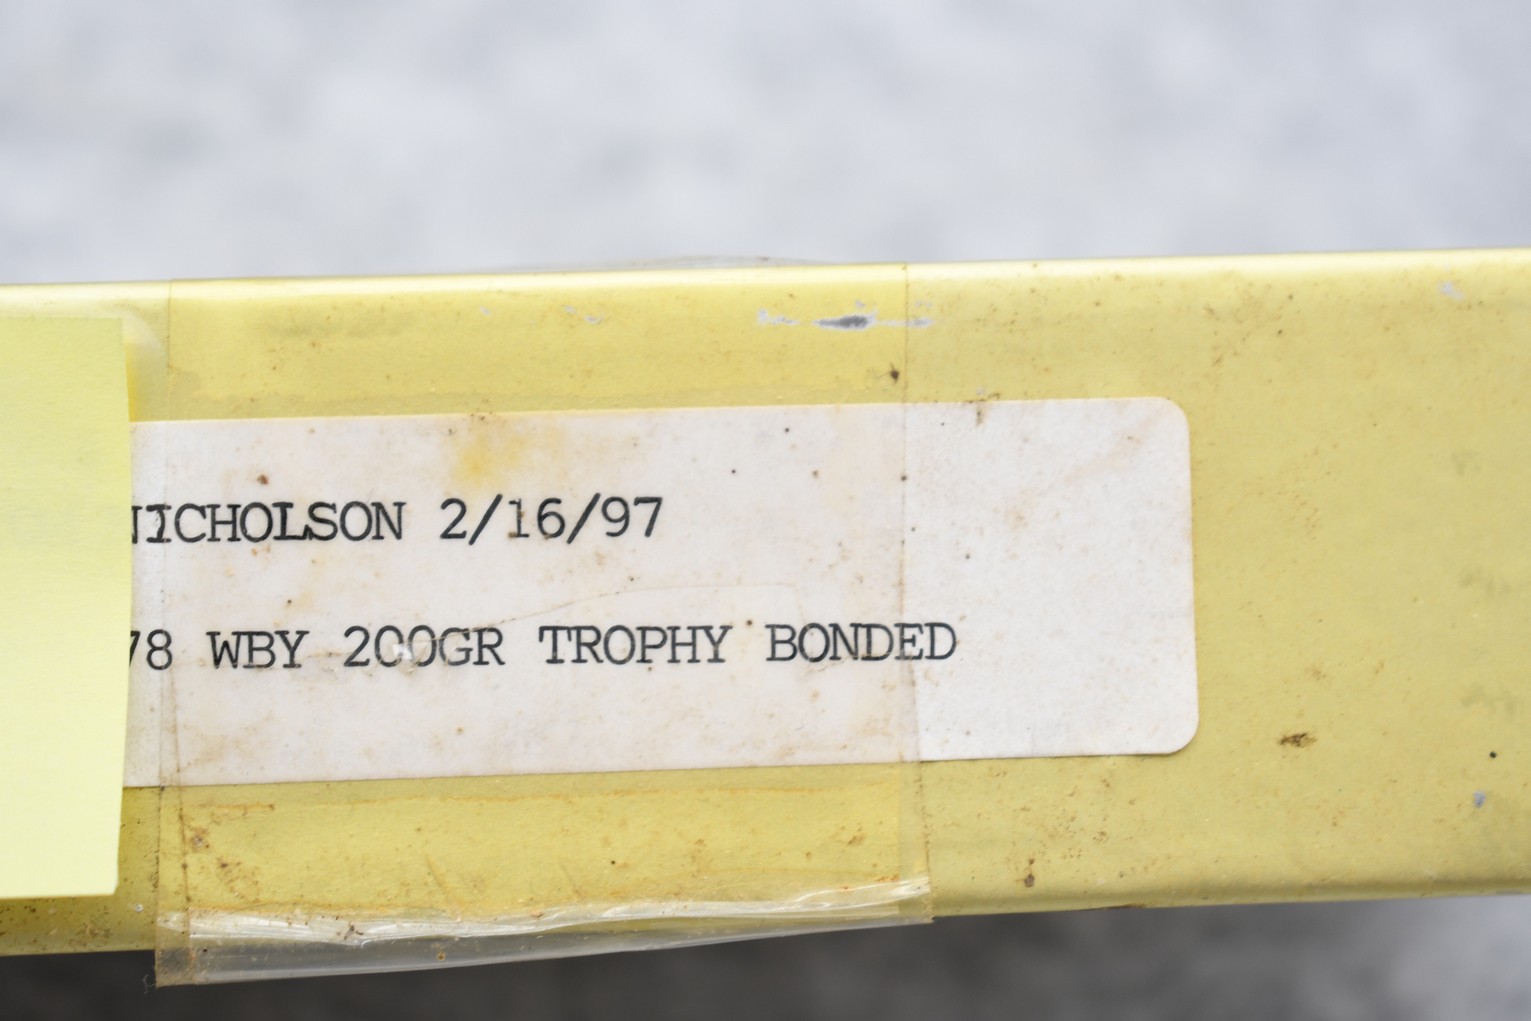 NICHOLSON 2/16/97
78 WBY 200GR TROPHY BONDED